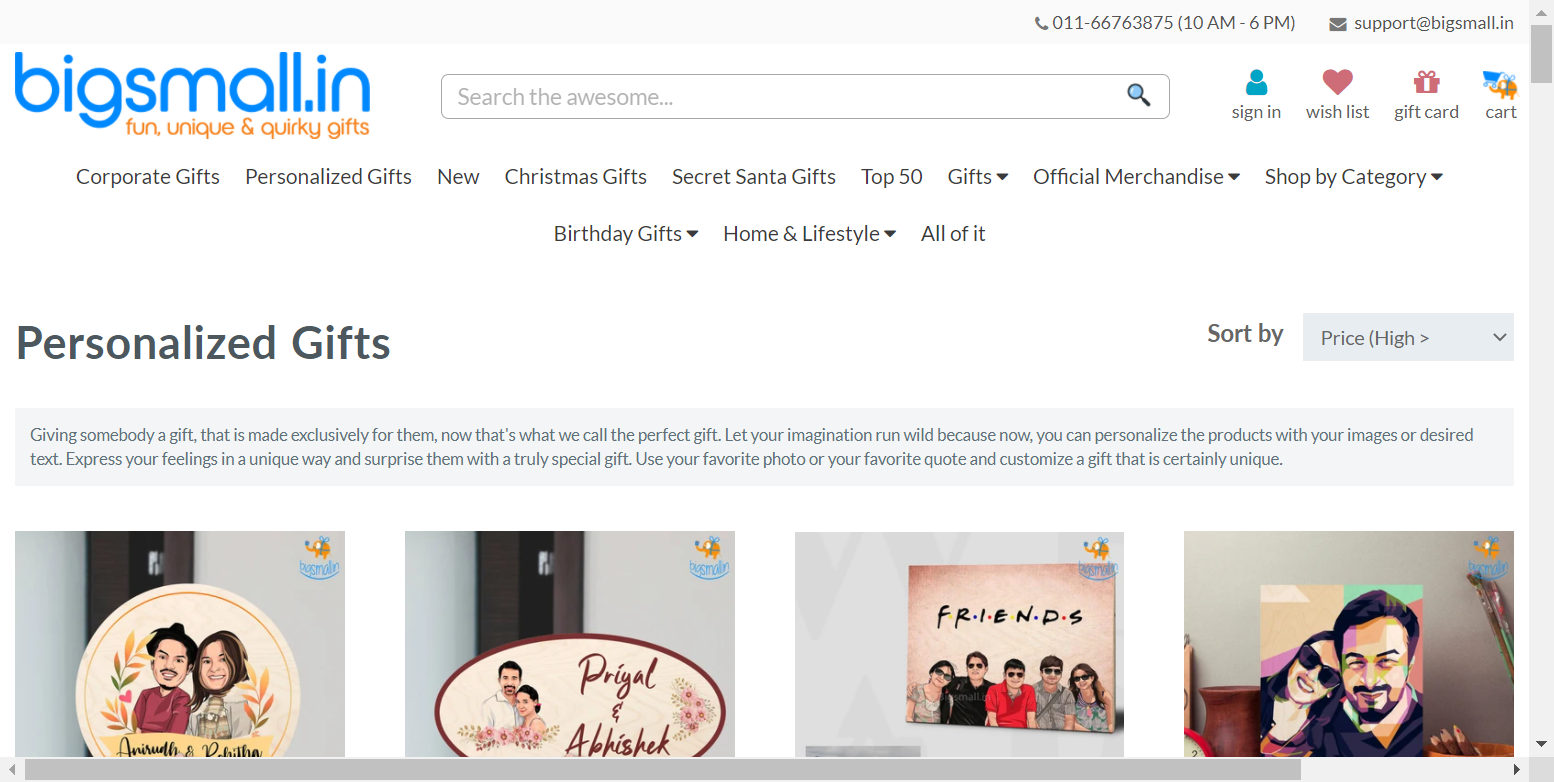 011-66763875 (10 AM - 6 PM) support@bigsmall.in
bigsmall.in
fun, unique & quirky gifts
Search the awesome...
sign in wish list gift card cart
Corporate Gifts Personalized Gifts New Christmas Gifts Secret Santa Gifts Top 50 Gifts Official Merchandise Shop by Category
Birthday Gifts Home & Lifestyle All of it
Personalized Gifts
Sort by Price (High >
Giving somebody a gift, that is made exclusively for them, now that's what we call the perfect gift. Let your imagination run wild because now, you can personalize the products with your images or desired
text. Express your feelings in a unique way and surprise them with a truly special gift. Use your favorite photo or your favorite quote and customize a gift that is certainly unique.
bigsmall.in bigsmall.in bigsmall.in bigsmall.in
Anirudh & Rohitha
Priyal
&
Abhishek
F·R·I·E·N·D·S
2